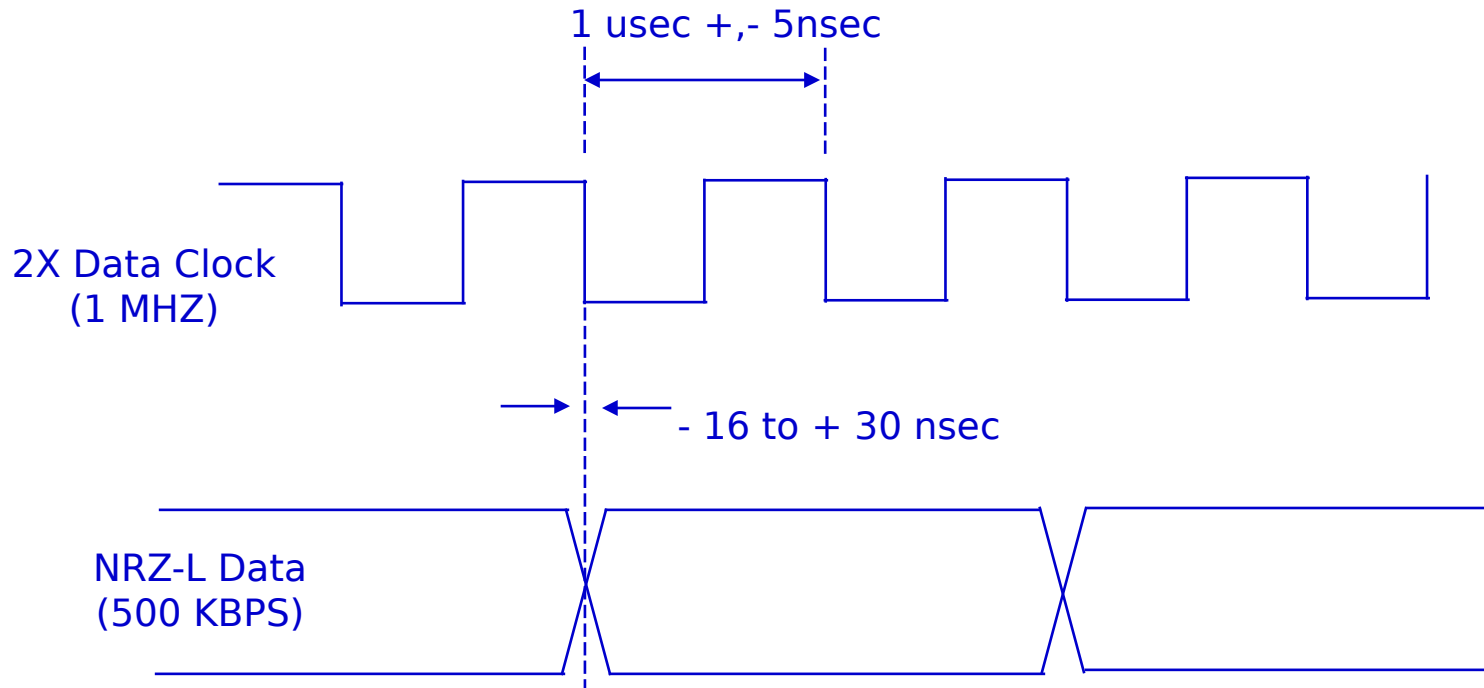 1 usec +,- 5nsec
2X Data Clock
(1 MHZ)
- 16 to + 30 nsec
NRZ-L Data
(500 KBPS)